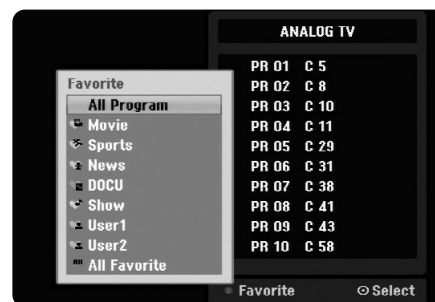 ANALOG TV
PR 01 C 5
PR 02 C 8
PR 03 C 10
PR 04 C 11
PR 05 C 29
PR 06 C 31
PR 07 C 38
PR 08 C 41
PR 09 C 43
PR 10 C 58
Favorite
All Program
Movie
Sports
News
DOCU
Show
User1
User2
All All Favorite
Favorite Select